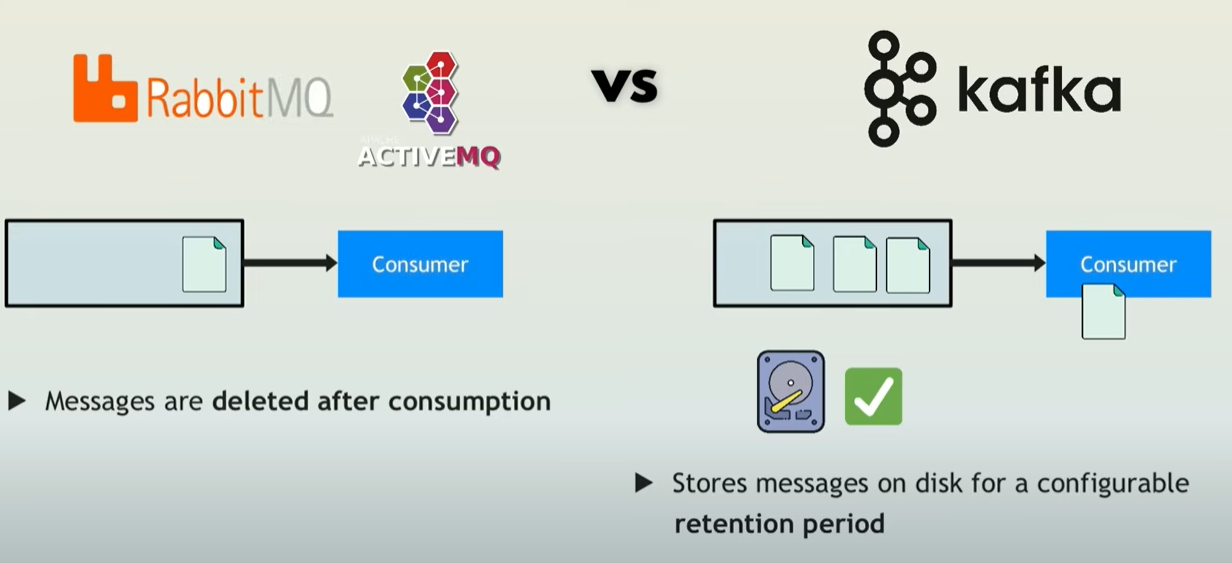 RabbitMQ
ACTIVEMQ
vs
kafka
Consumer
Consumer
Messages are deleted after consumption
Stores messages on disk for a configurable
retention period